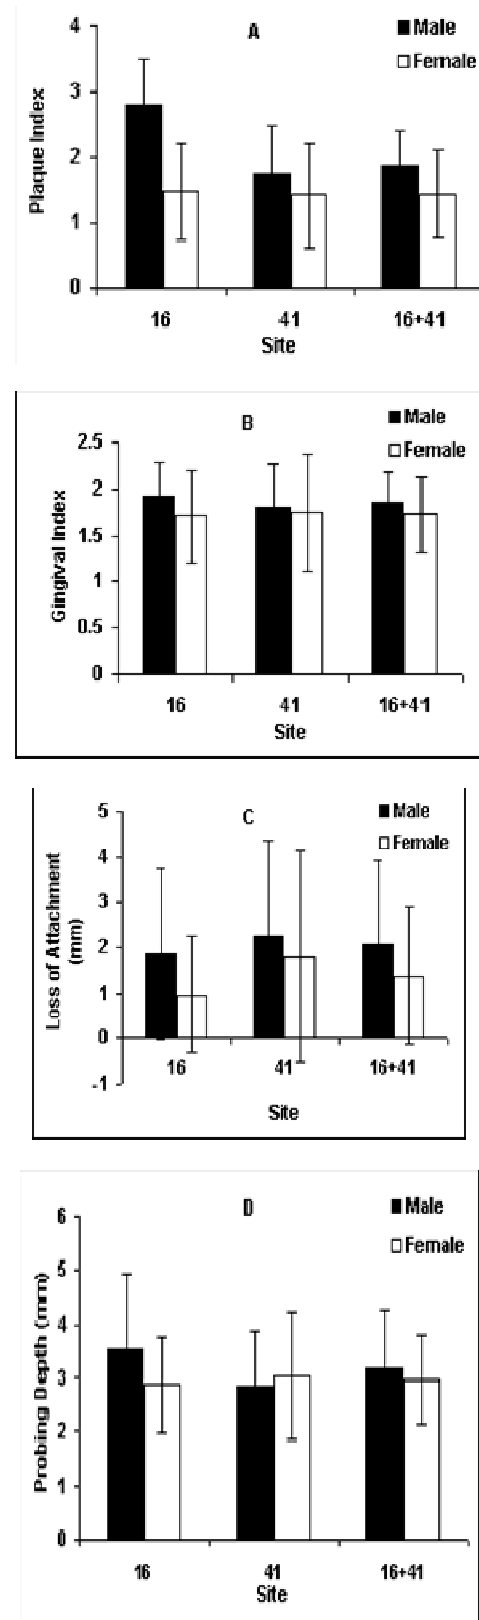 4
A
Male
Female
3
2
1
0
Plaque Index
16
41
16+41
Site
B
Male
Female
2.5
2
1.5
1
0.5
0
Gingival Index
16
41
16+41
Site
5
C
Male
Female
4
3
2
1
0
-1
Loss of Attachment
(mm)
16
41
16+41
Site
D
Male
Female
6
5
4
3
2
1
0
Probiing Depth (mm)
16
41
16+41
Site